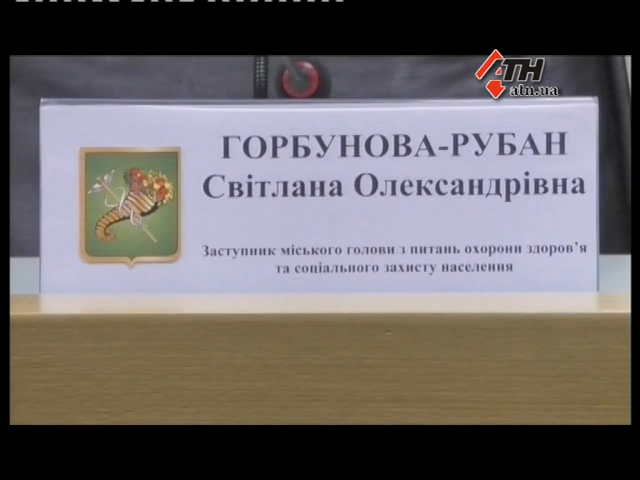 АТН
atn.ua
ГОРБУНОВА-РУБАН
Світлана Олександрівна
Заступник міського голови з питань охорони здоров'я
та соціального захисту населення